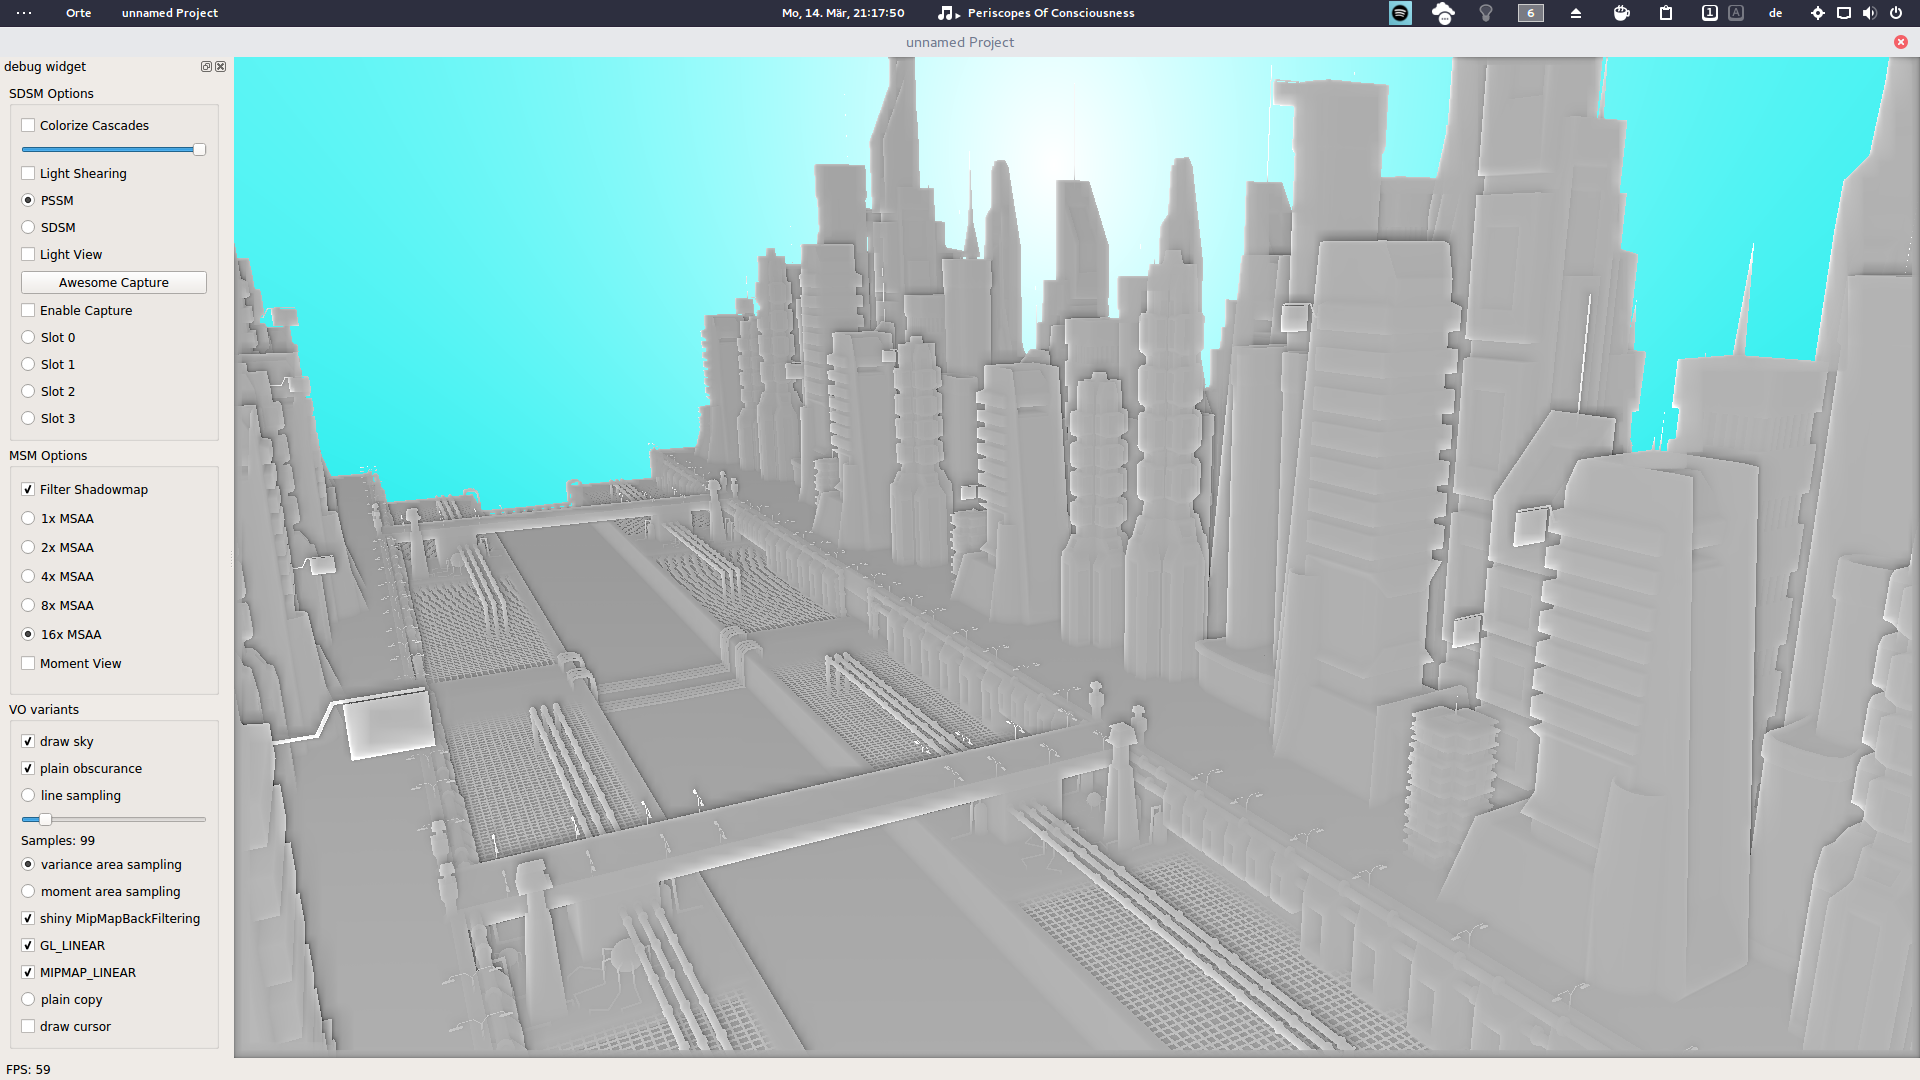 Orte unnamed Project Mo, 14. Mär, 21:17:50 Periscopes Of Consciousness 6 1 A de
unnamed Project
debug widget
SDSM Options
Colorize Cascades
Light Shearing
PSSM
SDSM
Light View
Awesome Capture
Enable Capture
Slot 0
Slot 1
Slot 2
Slot 3
MSM Options
Filter Shadowmap
1x MSAA
2x MSAA
4x MSAA
8x MSAA
16x MSAA
Moment View
VO variants
draw sky
plain obscurance
line sampling
Samples: 99
variance area sampling
moment area sampling
shiny MipMapBackFiltering
GL_LINEAR
MIPMAP_LINEAR
plain copy
draw cursor
FPS: 59